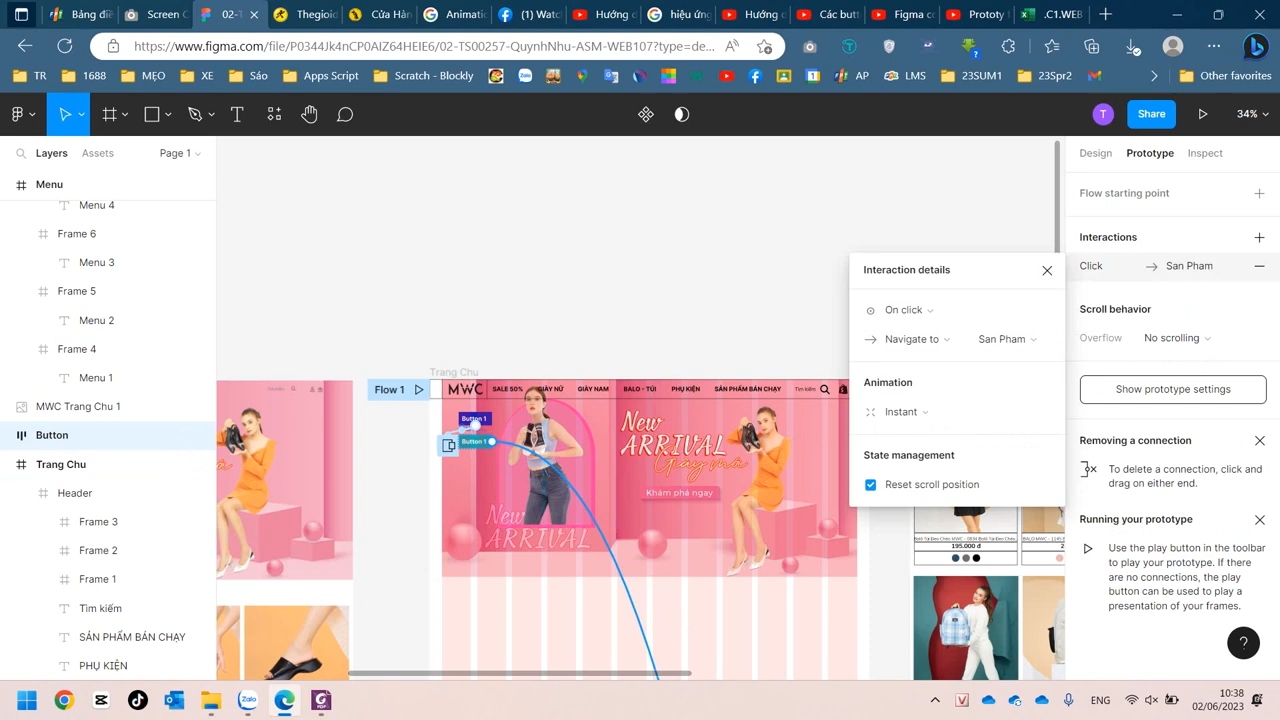 02-T
Screen C
02-T
Thegioid
Cửa Hàn
Animatic
(1) Watc
Hướng d
hiệu ứng
Hướng d
Các butt
Figma co
Prototy
.C1.WEB
https://www.figma.com/file/P0344Jk4nCP0AIZ64HEIE6/02-TS00257-QuynhNhu-ASM-WEB107?type=de...
TR
1688
MẸO
XE
Sáo
Apps Script
Scratch - Blockly
AP
LMS
23SUM1
23Spr2
Other favorites
T
Share
34%
Layers
Assets
Page 1
Design
Prototype
Inspect
Menu
Menu 4
Frame 6
Menu 3
Frame 5
Menu 2
Frame 4
Menu 1
MWC Trang Chu 1
Button
Trang Chu
Header
Frame 3
Frame 2
Frame 1
Tìm kiếm
SẢN PHẨM BÁN CHẠY
PHỤ KIỆN
Trang Chu
Flow 1
MWC
SALE 50%
GIÀY NỮ
GIÀY NAM
BALO - TÚI
PHỤ KIỆN
SẢN PHẨM BÁN CHẠY
Tìm kiếm
Button 1
Button 1
New
ARRIVAL
Giày mới
Khám phá ngay
New
ARRIVAL
195.000 đ
Interaction details
On click
Navigate to
San Pham
Animation
Instant
State management
Reset scroll position
Flow starting point
Interactions
Click
San Pham
Scroll behavior
Overflow
No scrolling
Show prototype settings
Removing a connection
To delete a connection, click and
drag on either end.
Running your prototype
Use the play button in the toolbar
to play your prototype. If there
are no connections, the play
button can be used to play a
presentation of your frames.
?
Zalo
PDF
ENG
10:38
02/06/2023